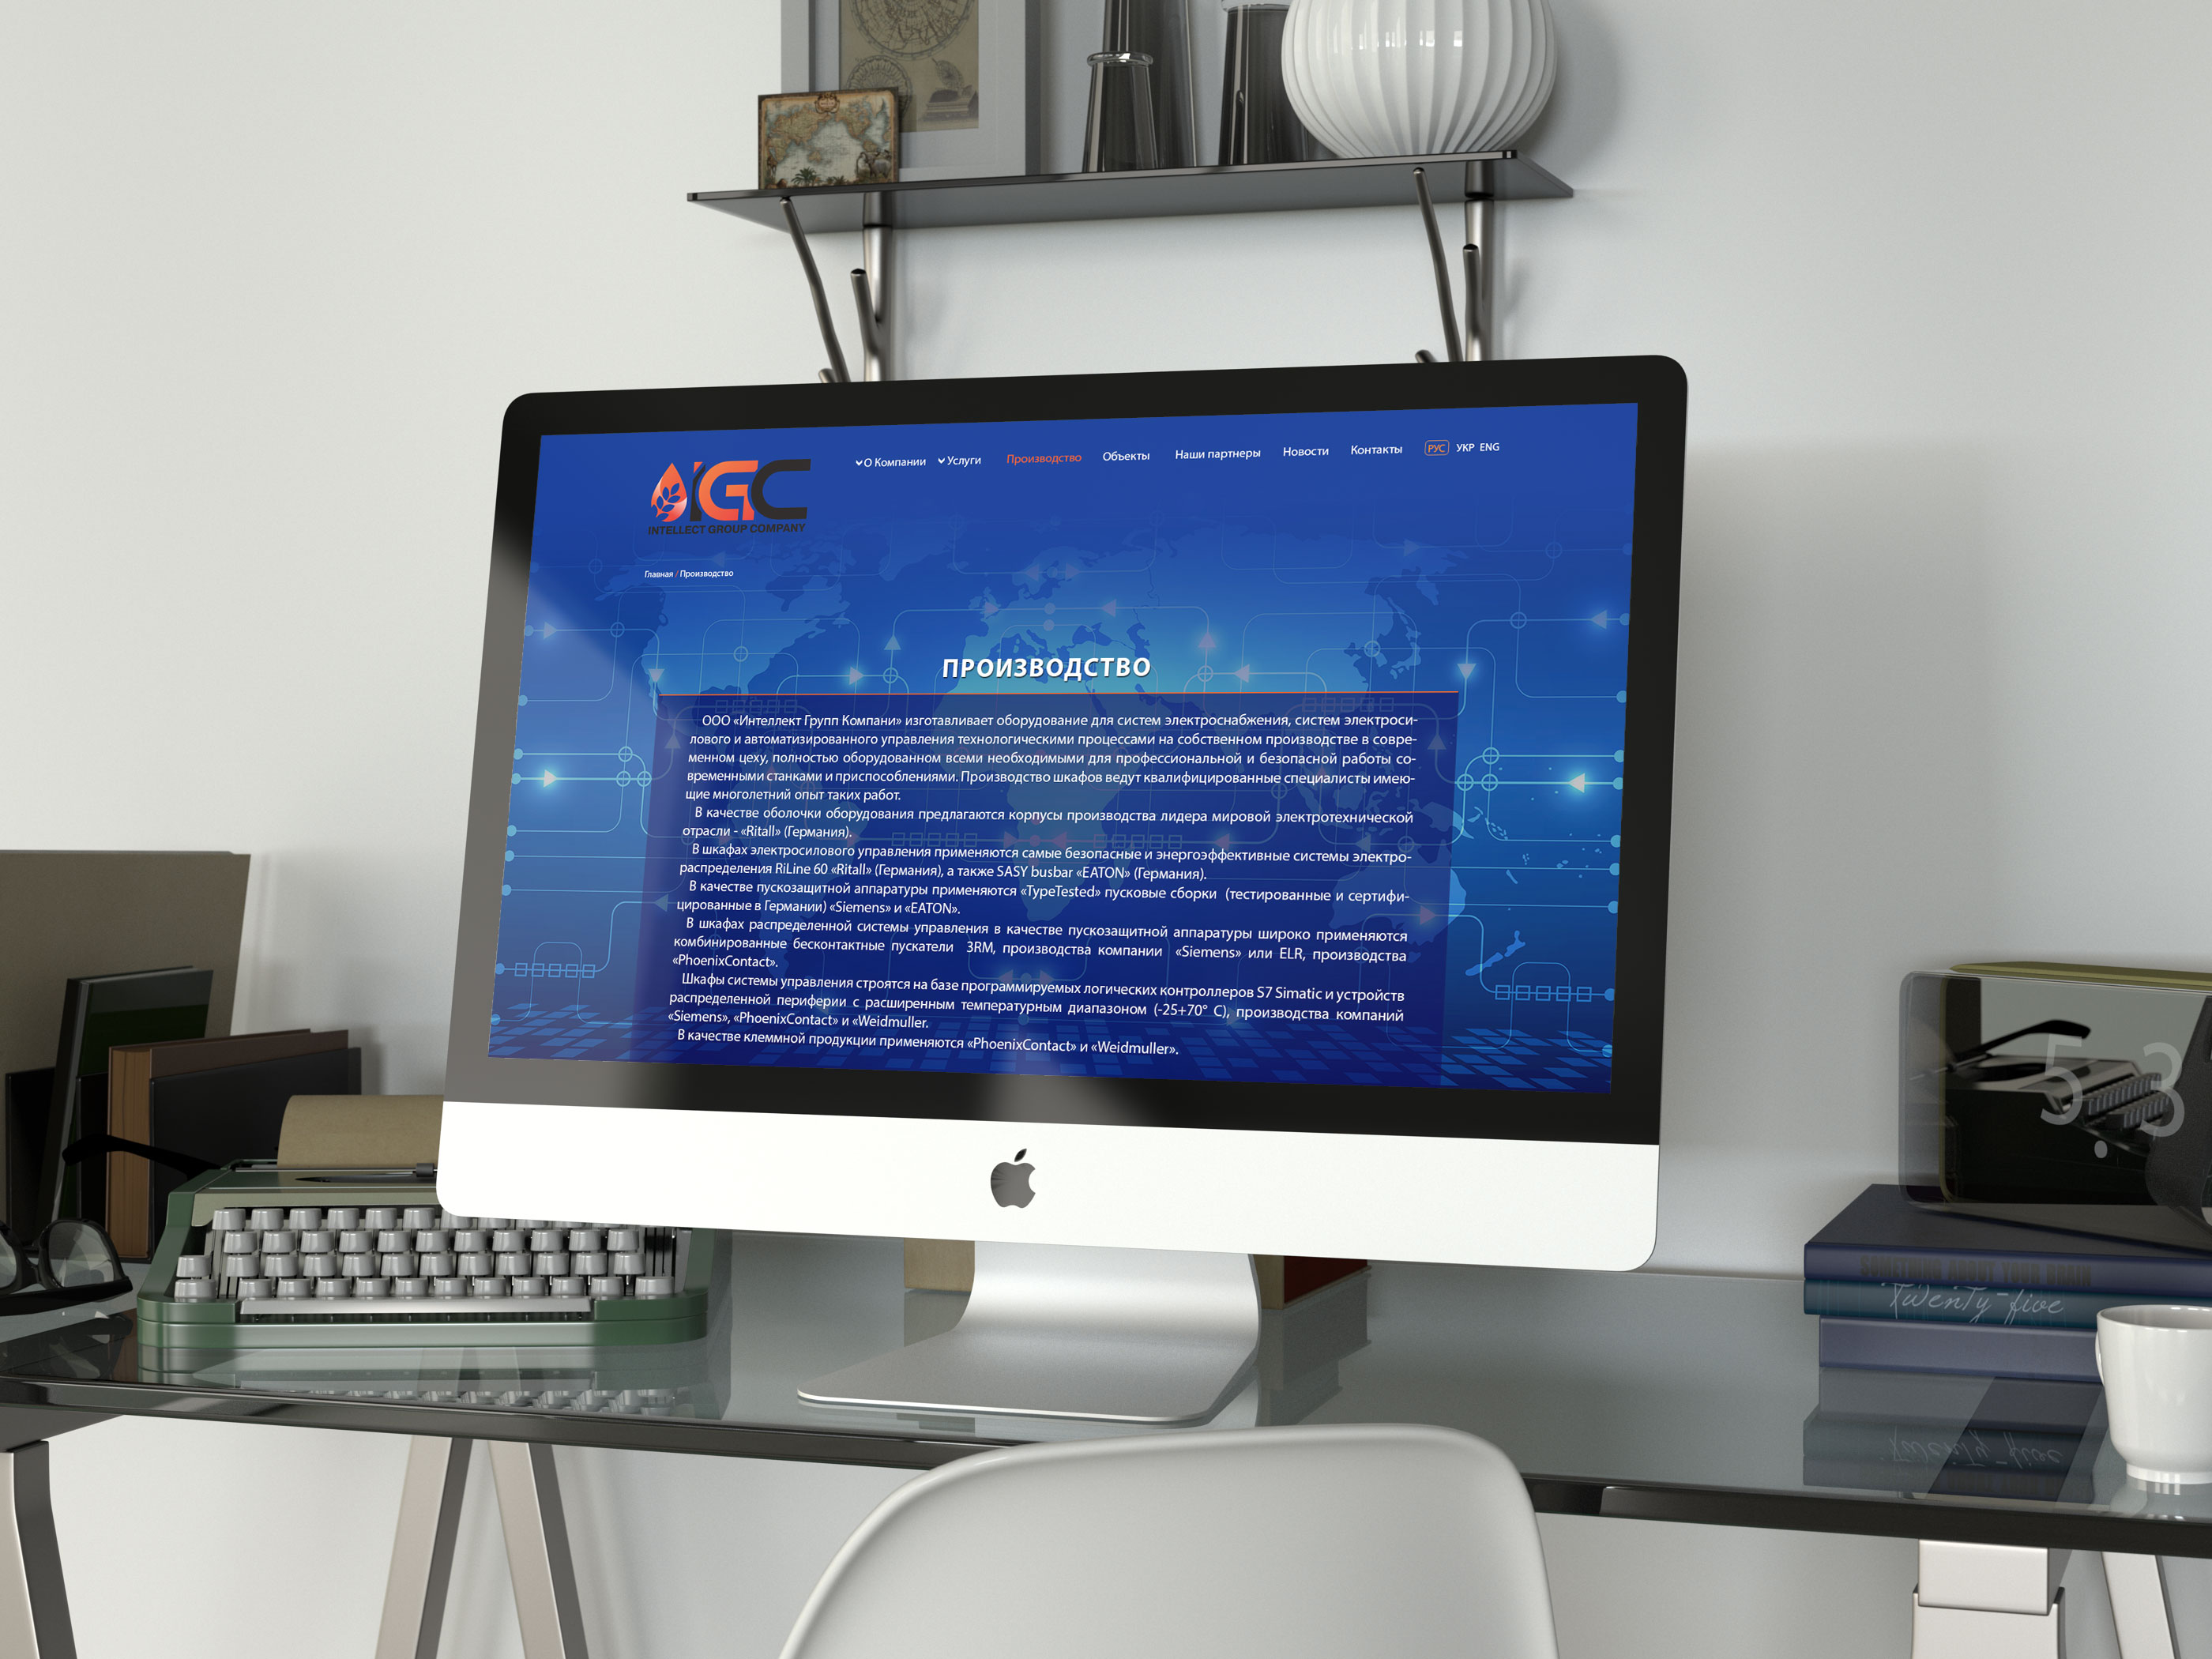 О Компании Услуги Производство Объекты Наши партнеры Новости Контакты РУС УКР ENG
IGC
INTELLECT GROUP COMPANY
Главная / Производство
ПРОИЗВОДСТВО
ООО «Интеллект Групп Компани» изготавливает оборудование для систем электроснабжения, систем электроси-
лового и автоматизированного управления технологическими процессами на собственном производстве в совре-
менном цеху, полностью оборудованном всеми необходимыми для профессиональной и безопасной работы со-
временными станками и приспособлениями. Производство шкафов ведут квалифицированные специалисты имею-
щие многолетний опыт таких работ.
В качестве оболочки оборудования предлагаются корпусы производства лидера мировой электротехнической
отрасли - «Ritall» (Германия).
В шкафах электросилового управления применяются самые безопасные и энергоэффективные системы электро-
распределения RiLine 60 «Ritall» (Германия), а также SASY busbar «EATON» (Германия).
В качестве пускозащитной аппаратуры применяются «TypeTested» пусковые сборки (тестированные и сертифи-
цированные в Германии) «Siemens» и «EATON».
В шкафах распределенной системы управления в качестве пускозащитной аппаратуры широко применяются
комбинированные бесконтактные пускатели 3RM, производства компании «Siemens» или ELR, производства
«PhoenixContact».
Шкафы системы управления строятся на базе программируемых логических контроллеров S7 Simatic и устройств
распределенной периферии с расширенным температурным диапазоном (-25+70° C), производства компаний
«Siemens», «PhoenixContact» и «Weidmuller.
В качестве клеммной продукции применяются «PhoenixContact» и «Weidmuller».
5:3
SOMETHING ABOUT YOUR BRAIN
Twenty-five